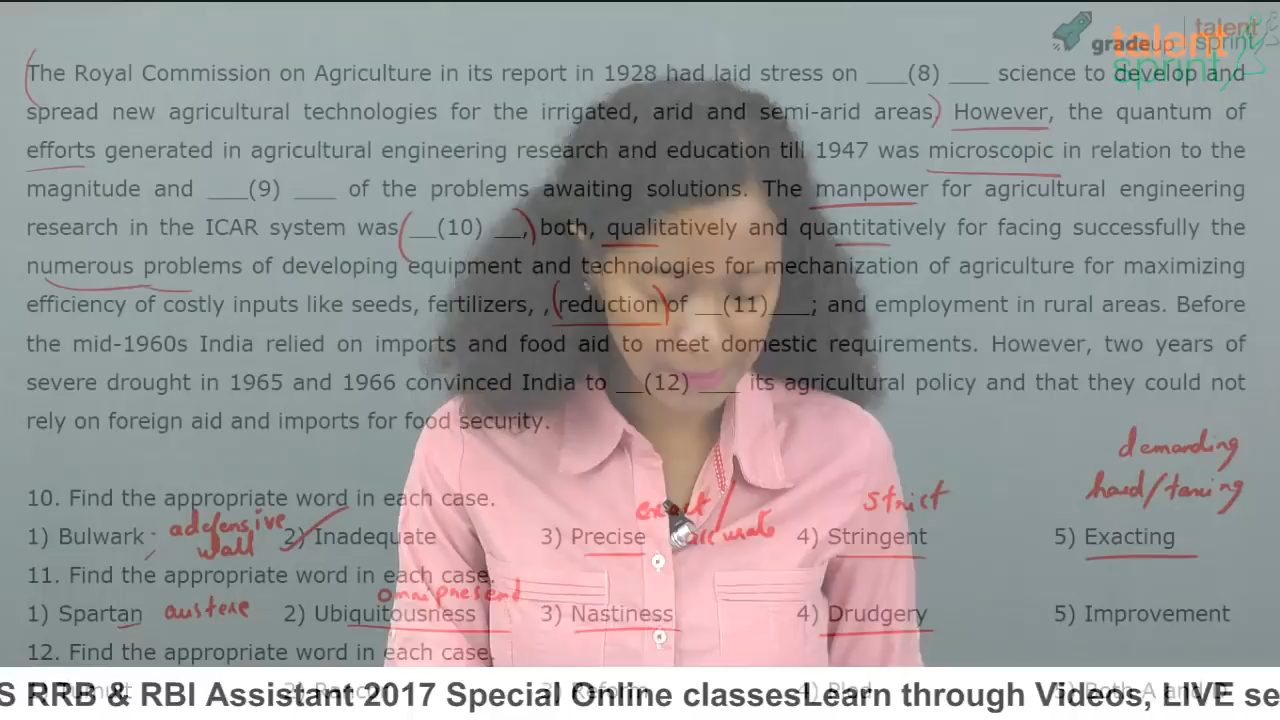 gradeup
talent
sprint
talent
sprint
The Royal Commission on Agriculture in its report in 1928 had laid stress on ___(8) ___ science to develop and
spread new agricultural technologies for the irrigated, arid and semi-arid areas) However, the quantum of
efforts generated in agricultural engineering research and education till 1947 was microscopic in relation to the
magnitude and ___(9) ___ of the problems awaiting solutions. The manpower for agricultural engineering
research in the ICAR system was __(10) __, both, qualitatively and quantitatively for facing successfully the
numerous problems of developing equipment and technologies for mechanization of agriculture for maximizing
efficiency of costly inputs like seeds, fertilizers, , reduction of __(11)___; and employment in rural areas. Before
the mid-1960s India relied on imports and food aid to meet domestic requirements. However, two years of
severe drought in 1965 and 1966 convinced India to __(12) ___ its agricultural policy and that they could not
rely on foreign aid and imports for food security.
demanding
hard/taxing
10. Find the appropriate word in each case.
exact/ accurate
strict
1) Bulwark : a defensive wall 2) Inadequate 3) Precise 4) Stringent 5) Exacting
11. Find the appropriate word in each case.
omnipresent
1) Spartan austere 2) Ubiquitousness 3) Nastiness 4) Drudgery 5) Improvement
12. Find the appropriate word in each case.
S RRB & RBI Assistant 2017 Special Online classesLearn through Videos, LIVE se